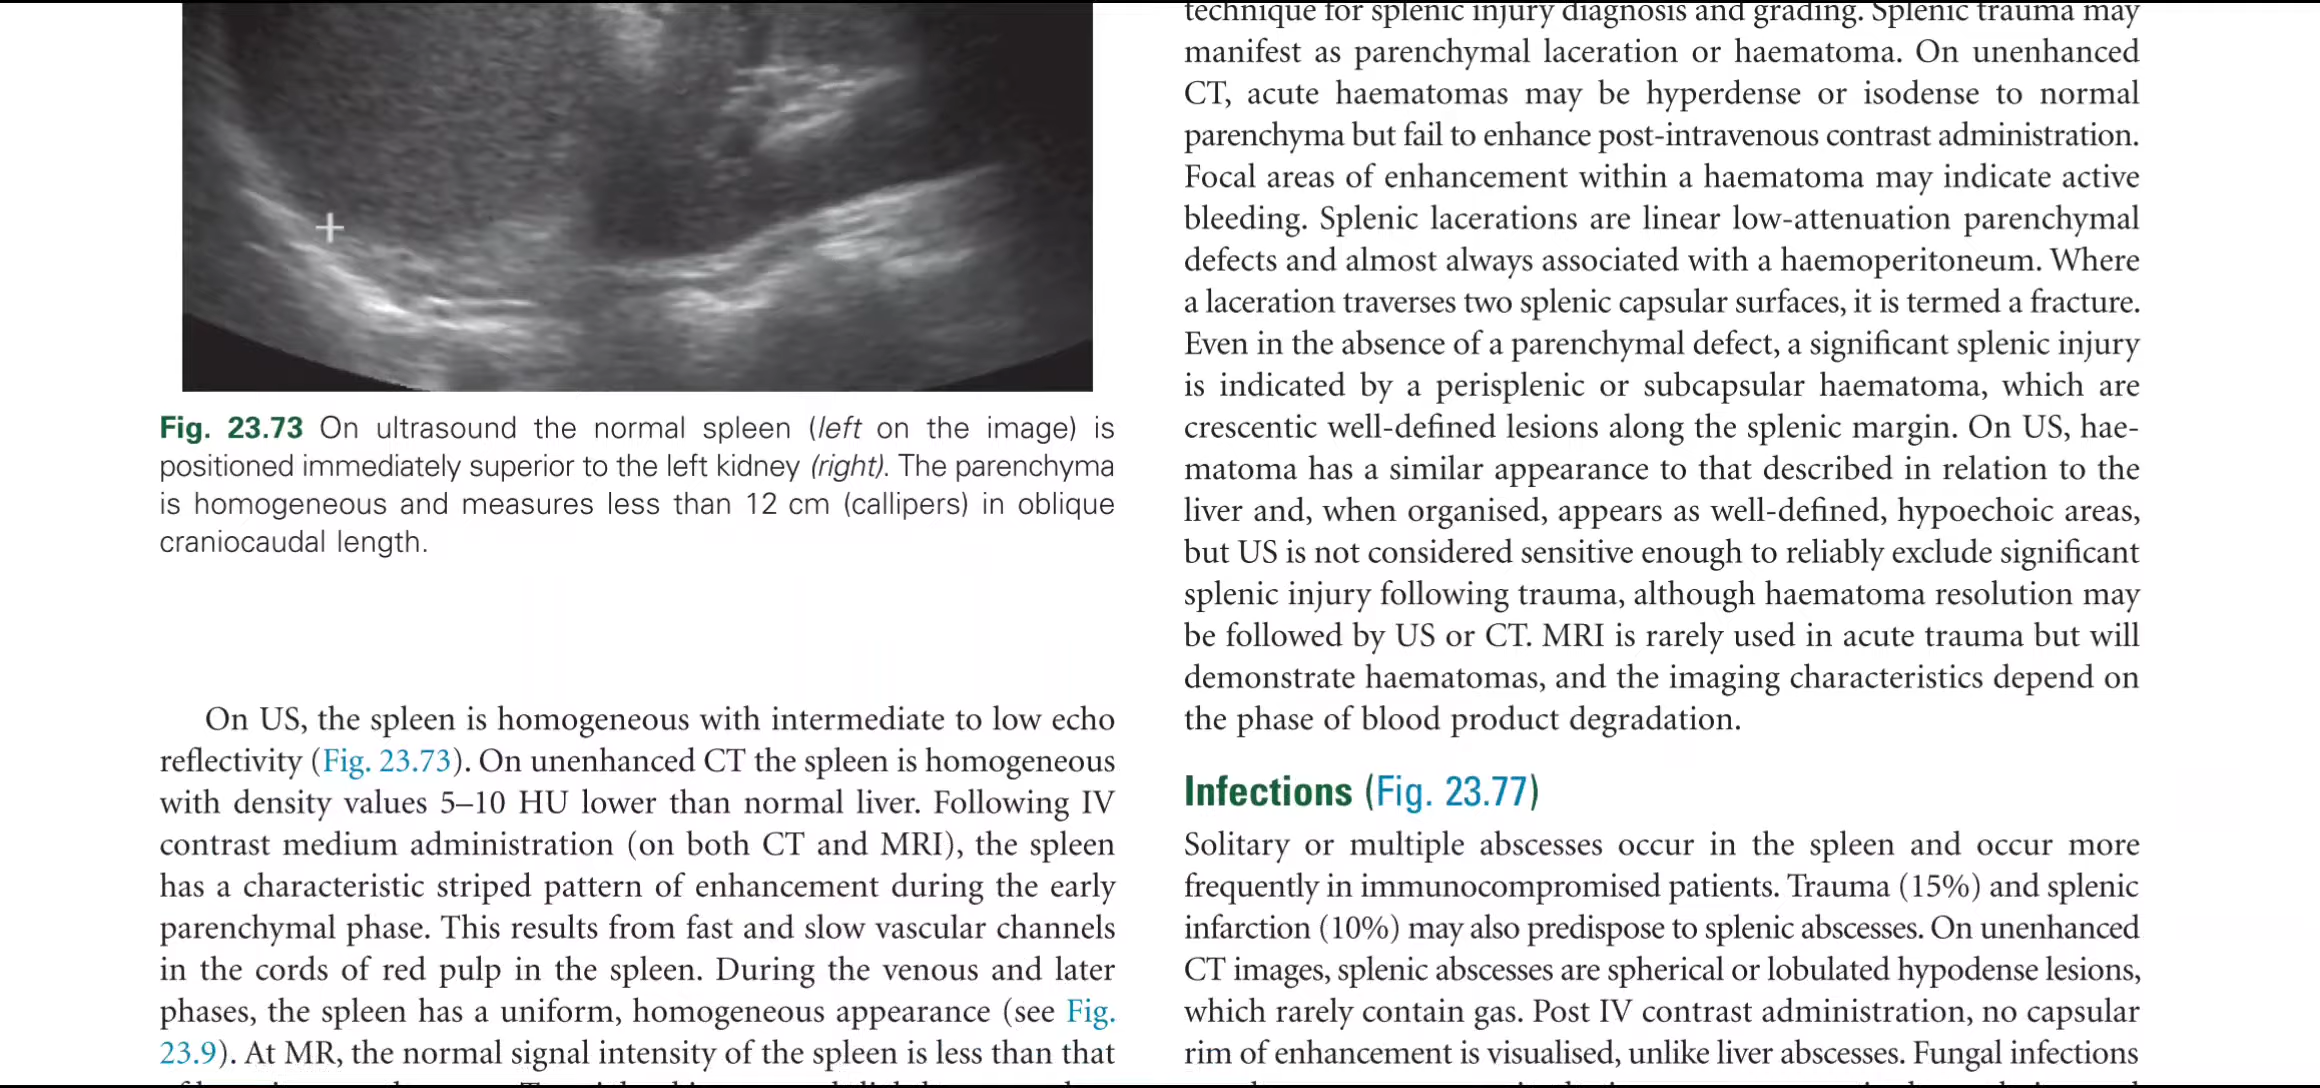 Fig. 23.73 On ultrasound the normal spleen (left on the image) is
positioned immediately superior to the left kidney (right). The parenchyma
is homogeneous and measures less than 12 cm (callipers) in oblique
craniocaudal length.
On US, the spleen is homogeneous with intermediate to low echo
reflectivity (Fig. 23.73). On unenhanced CT the spleen is homogeneous
with density values 5–10 HU lower than normal liver. Following IV
contrast medium administration (on both CT and MRI), the spleen
has a characteristic striped pattern of enhancement during the early
parenchymal phase. This results from fast and slow vascular channels
in the cords of red pulp in the spleen. During the venous and later
phases, the spleen has a uniform, homogeneous appearance (see Fig.
23.9). At MR, the normal signal intensity of the spleen is less than that
technique for splenic injury diagnosis and grading. Splenic trauma may
manifest as parenchymal laceration or haematoma. On unenhanced
CT, acute haematomas may be hyperdense or isodense to normal
parenchyma but fail to enhance post-intravenous contrast administration.
Focal areas of enhancement within a haematoma may indicate active
bleeding. Splenic lacerations are linear low-attenuation parenchymal
defects and almost always associated with a haemoperitoneum. Where
a laceration traverses two splenic capsular surfaces, it is termed a fracture.
Even in the absence of a parenchymal defect, a significant splenic injury
is indicated by a perisplenic or subcapsular haematoma, which are
crescentic well-defined lesions along the splenic margin. On US, hae-
matoma has a similar appearance to that described in relation to the
liver and, when organised, appears as well-defined, hypoechoic areas,
but US is not considered sensitive enough to reliably exclude significant
splenic injury following trauma, although haematoma resolution may
be followed by US or CT. MRI is rarely used in acute trauma but will
demonstrate haematomas, and the imaging characteristics depend on
the phase of blood product degradation.
Infections (Fig. 23.77)
Solitary or multiple abscesses occur in the spleen and occur more
frequently in immunocompromised patients. Trauma (15%) and splenic
infarction (10%) may also predispose to splenic abscesses. On unenhanced
CT images, splenic abscesses are spherical or lobulated hypodense lesions,
which rarely contain gas. Post IV contrast administration, no capsular
rim of enhancement is visualised, unlike liver abscesses. Fungal infections